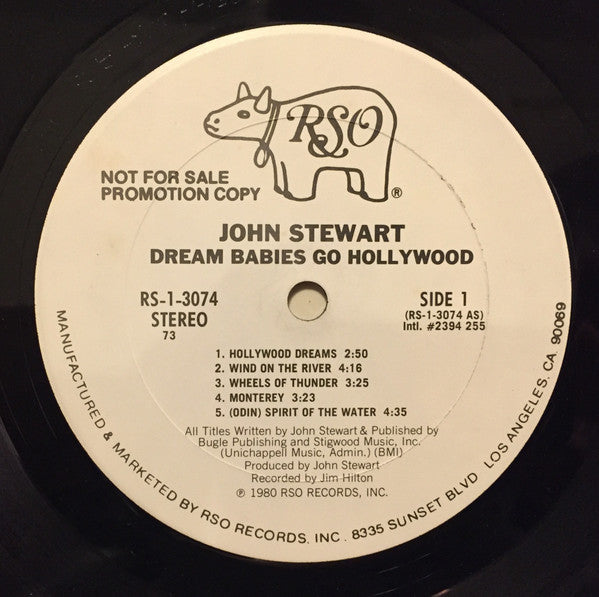 RSO
®
NOT FOR SALE
PROMOTION COPY
JOHN STEWART
DREAM BABIES GO HOLLYWOOD
RS-1-3074
STEREO
73
SIDE 1
(RS-1-3074 AS)
Intl. #2394 255
1. HOLLYWOOD DREAMS 2:50
2. WIND ON THE RIVER 4:16
3. WHEELS OF THUNDER 3:25
4. MONTEREY 3:23
5. (ODIN) SPIRIT OF THE WATER 4:35
All Titles Written by John Stewart & Published by
Bugle Publishing and Stigwood Music, Inc.
(Unichappell Music, Admin.) (BMI)
Produced by John Stewart
Recorded by Jim Hilton
℗ 1980 RSO RECORDS, INC.
MANUFACTURED & MARKETED BY RSO RECORDS, INC. 8335 SUNSET BLVD LOS ANGELES, CA. 90069